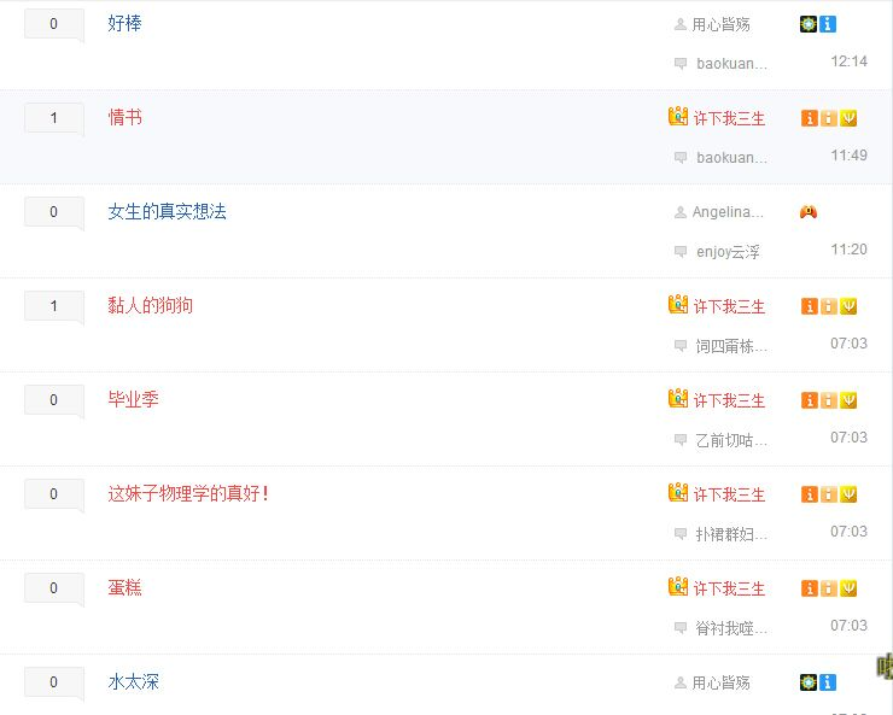 0 好棒 用心皆殇
baokuan... 12:14
1 情书 许下我三生
baokuan... 11:49
0 女生的真实想法 Angelina...
enjoy云浮 11:20
1 黏人的狗狗 许下我三生
词四甭栋... 07:03
0 毕业季 许下我三生
乙前切咕... 07:03
0 这妹子物理学的真好！ 许下我三生
扑裙群妇... 07:03
0 蛋糕 许下我三生
脊衬我噬... 07:03
0 水太深 用心皆殇